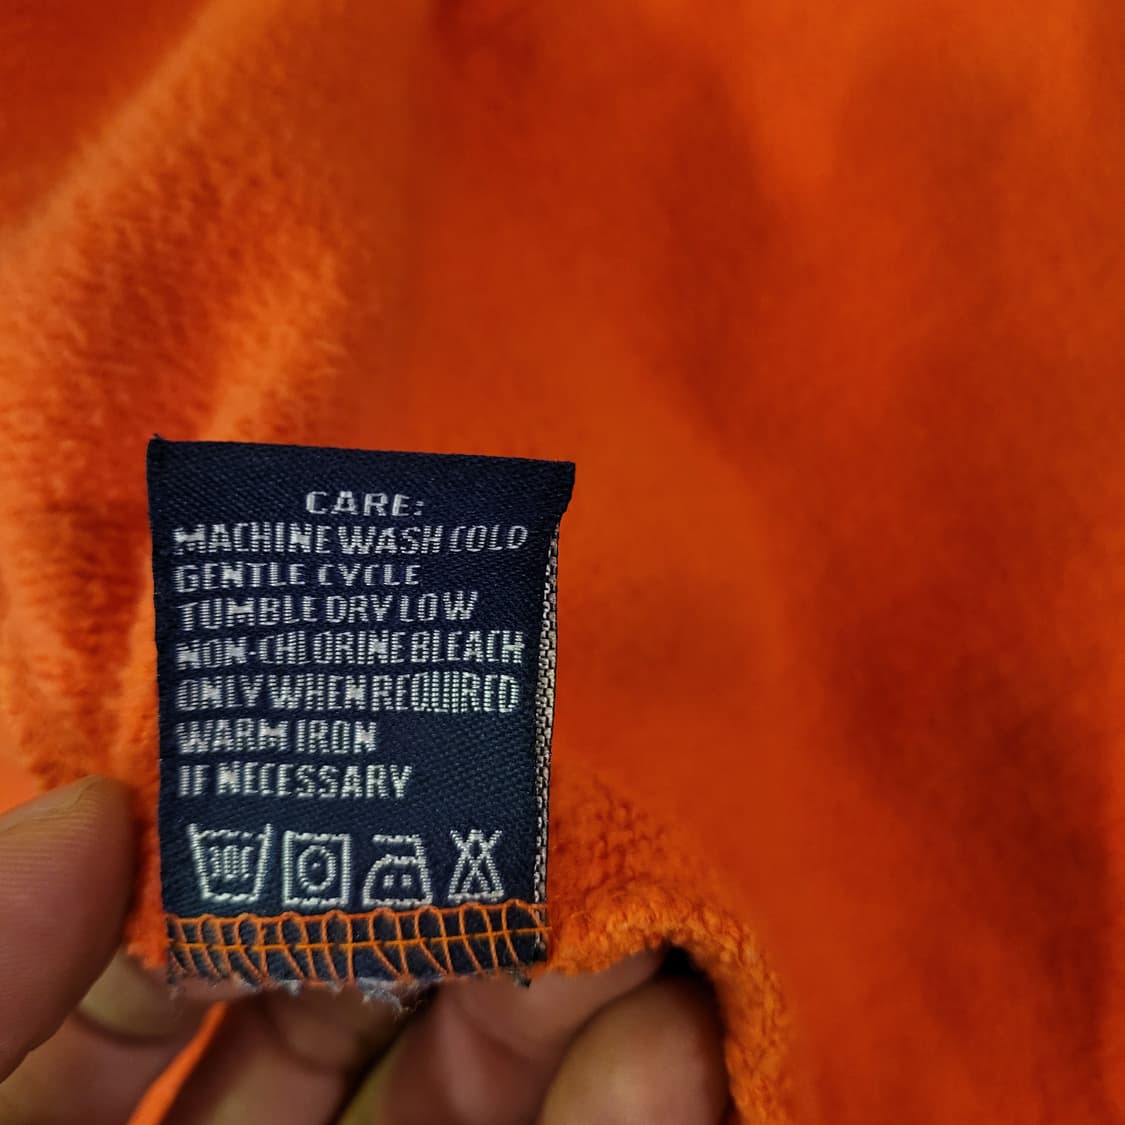 CARE:
MACHINE WASH COLD
GENTLE CYCLE
TUMBLE DRY LOW
NON-CHLORINE BLEACH
ONLY WHEN REQUIRED
WARM IRON
IF NECESSARY